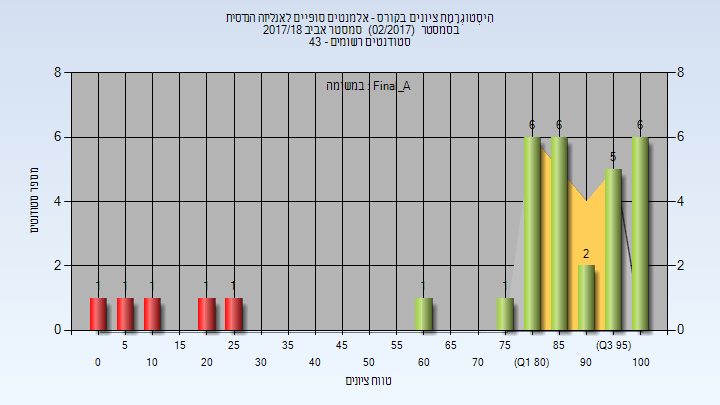 הִיסְטוֹגְרַמַת ציונים בקורס - אלמנטים סופיים לאנליזה הנדסית
בסמסטר (02/2017) סמסטר אביב 2017/18
סטודנטים רשומים - 43
במשימה : Final_A
8 8
6 6
4 4
2 2
0 0
מספר סטודנטים
1 1 1 1 1 1 1 6 6 2 5 6
5 15 25 35 45 55 65 75 85 (Q3 95)
0 10 20 30 40 50 60 70 (Q1 80) 90 100
טווח ציונים